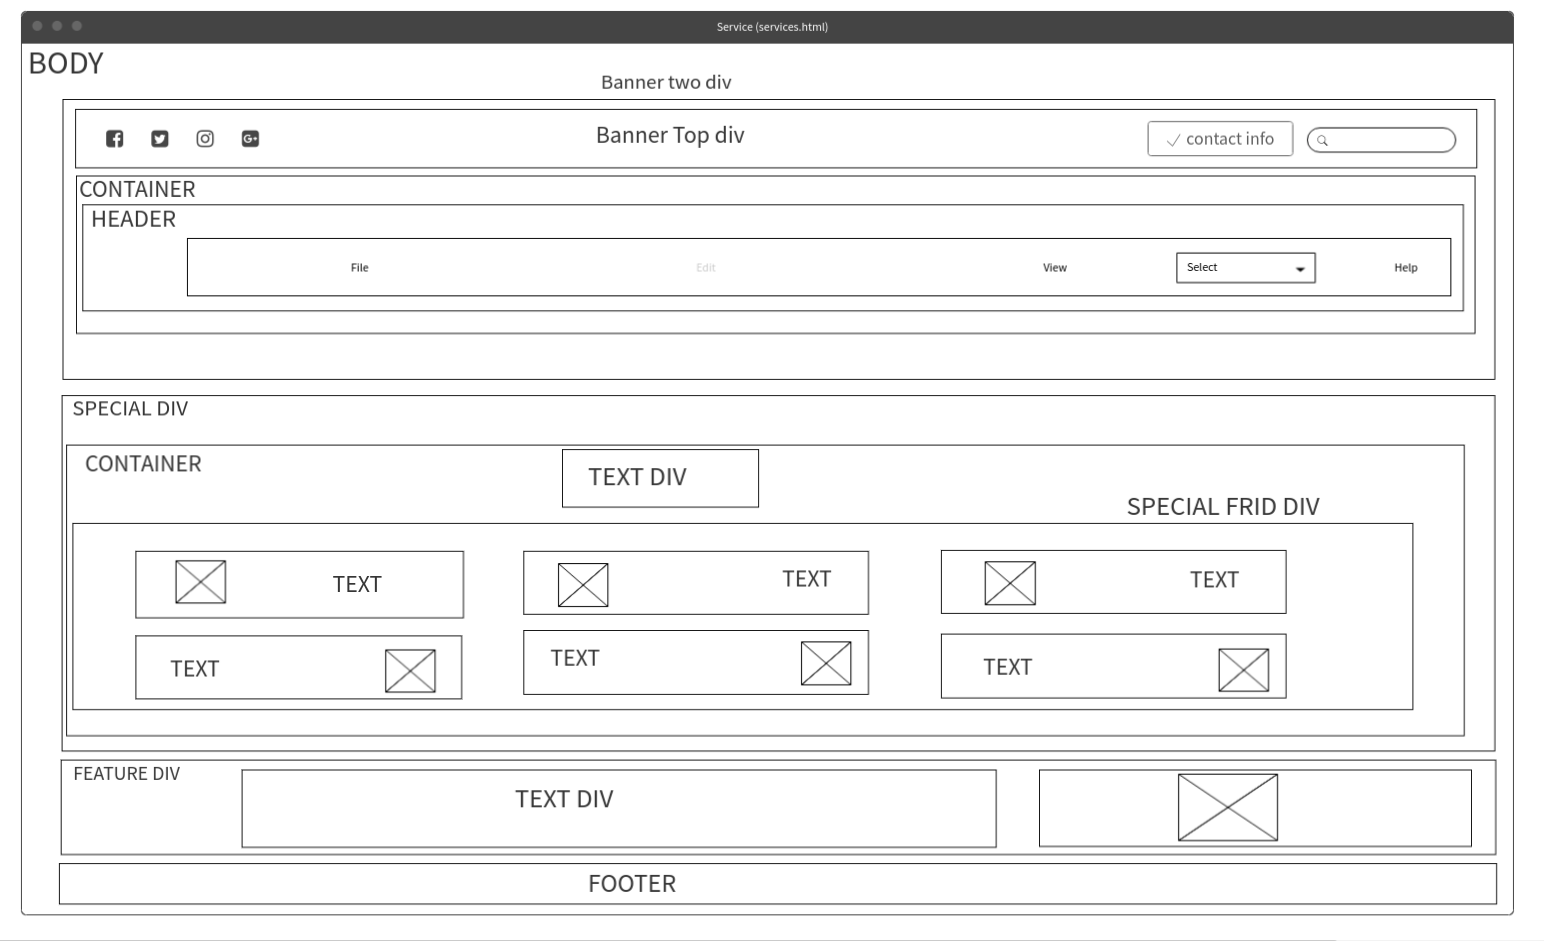 Service (services.html)
BODY
Banner two div
Banner Top div
contact info
CONTAINER
HEADER
File Edit View Select Help
SPECIAL DIV
CONTAINER
TEXT DIV
SPECIAL FRID DIV
TEXT TEXT TEXT
TEXT TEXT TEXT
FEATURE DIV
TEXT DIV
FOOTER